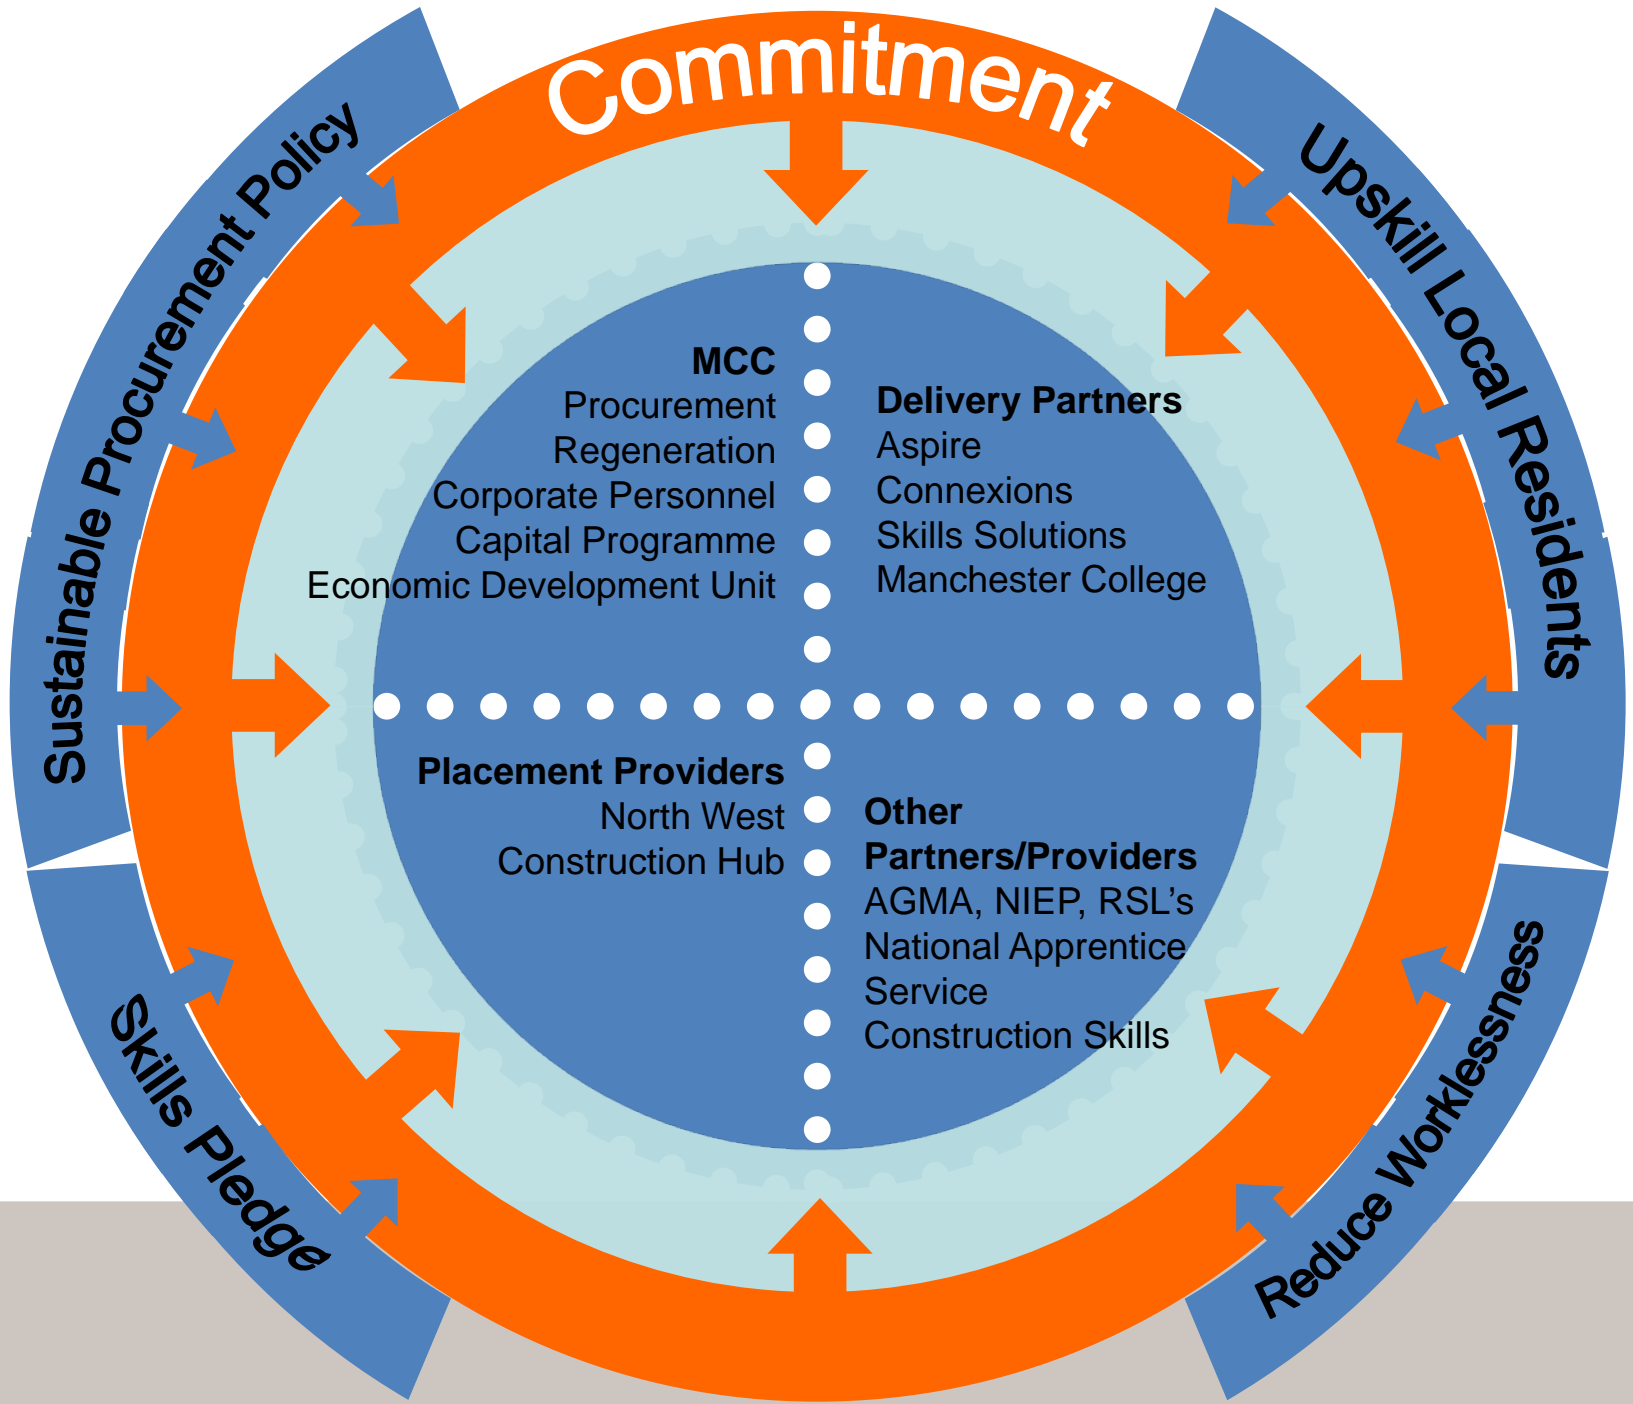 Commitment
Sustainable Procurement Policy
Upskill Local Residents
MCC
Procurement
Regeneration
Corporate Personnel
Capital Programme
Economic Development Unit
Delivery Partners
Aspire
Connexions
Skills Solutions
Manchester College
Placement Providers
North West
Construction Hub
Other
Partners/Providers
AGMA, NIEP, RSL’s
National Apprentice
Service
Construction Skills
Skills Pledge
Reduce Worklessness